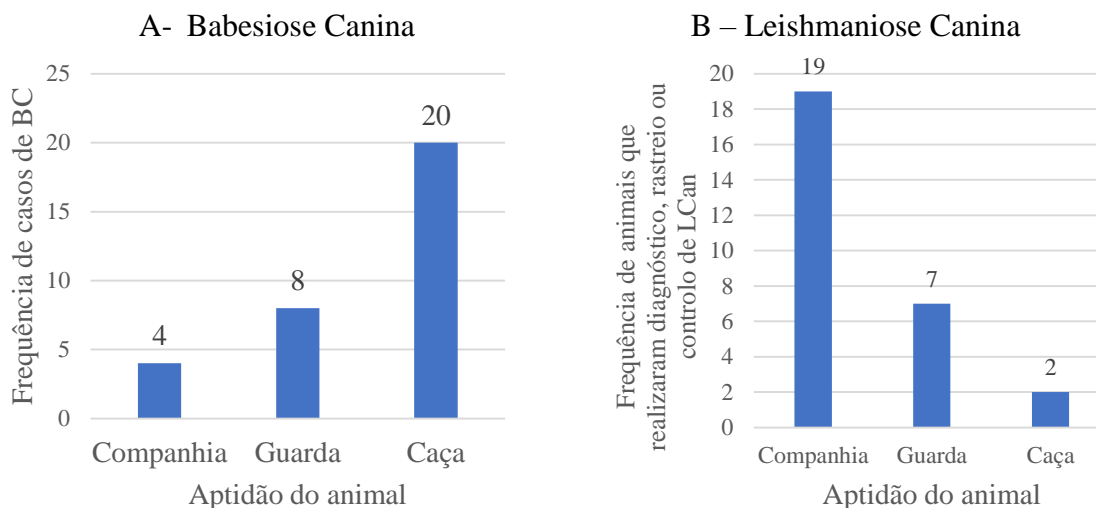 A-  Babesiose Canina
Frequência de casos de BC
25
20
15
10
5
0
4
8
20
Companhia
Guarda
Caça
Aptidão do animal
B – Leishmaniose Canina
Frequência de animais que
realizaram diagnóstico, rastreio ou
controlo de LCan
20
18
16
14
12
10
8
6
4
2
0
19
7
2
Companhia
Guarda
Caça
Aptidão do animal